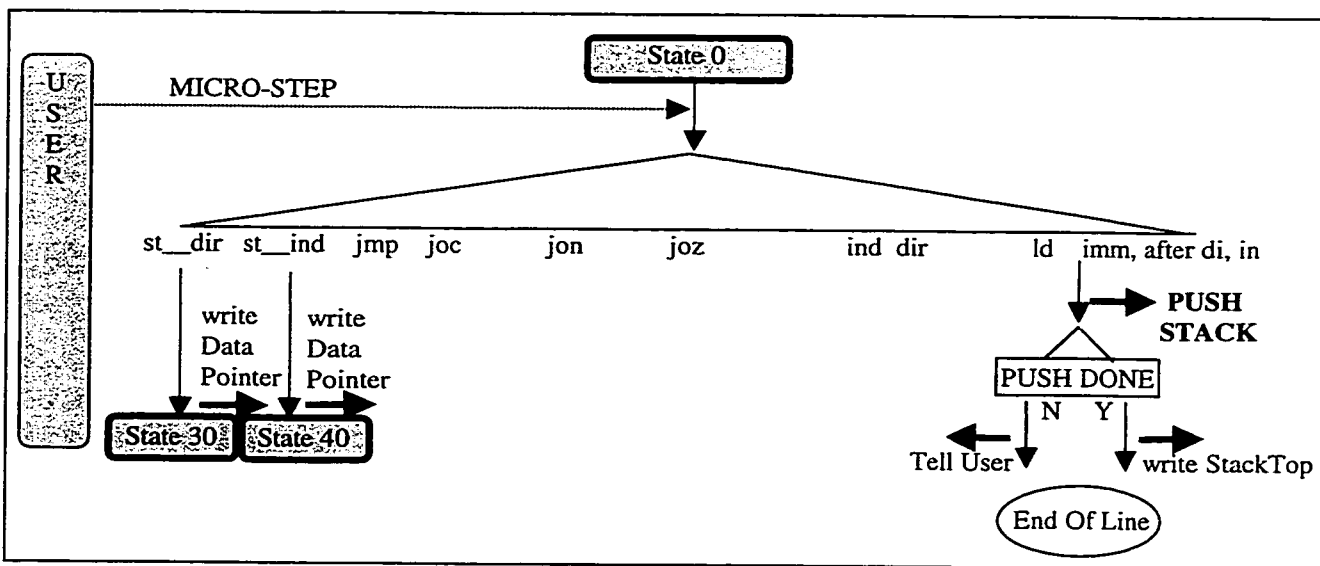 State 0
USER
MICRO-STEP
st__dir st__ind jmp joc jon joz ind dir ld imm, after di, in
write
Data
Pointer
write
Data
Pointer
PUSH
STACK
PUSH DONE
N Y
State 30
State 40
Tell User
write StackTop
End Of Line